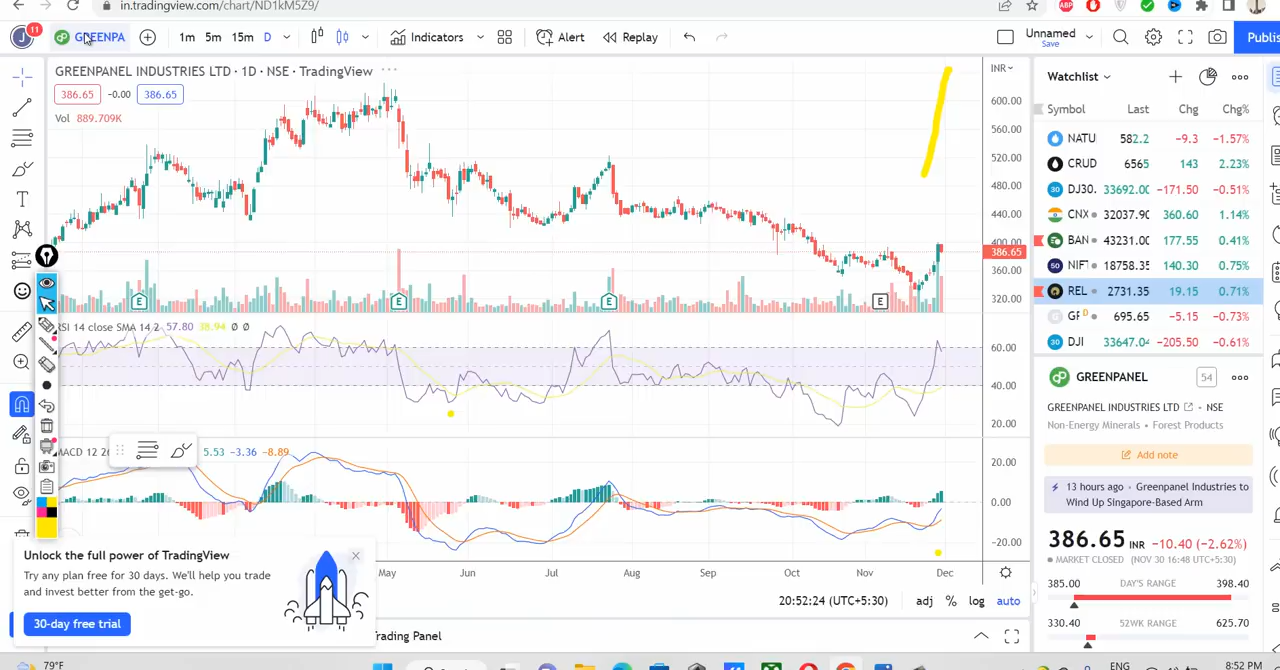 in.tradingview.com/chart/ND1kM5Z9/
ABP
J 11 GREENPA 1m 5m 15m D Indicators Alert Replay Unnamed Save Publis
GREENPANEL INDUSTRIES LTD · 1D · NSE · TradingView
386.65 -0.00 386.65
Vol 889.709K
INR
600.00
560.00
520.00
480.00
440.00
400.00
386.65
360.00
320.00
E E E E
RSI 14 close SMA 14 2 57.80 38.94 Ø Ø
60.00
40.00
20.00
MACD 12 26 5.53 -3.36 -8.89
20.00
0.00
-20.00
May Jun Jul Aug Sep Oct Nov Dec
20:52:24 (UTC+5:30) adj % log auto
Trading Panel
Unlock the full power of TradingView
Try any plan free for 30 days. We'll help you trade
and invest better from the get-go.
30-day free trial
Watchlist
Symbol Last Chg Chg%
NATU 582.2 -9.3 -1.57%
CRUD 6565 143 2.23%
30 DJ30. 33692.00 -171.50 -0.51%
CNX 32037.90 360.60 1.14%
BAN 43231.00 177.55 0.41%
50 NIFT 18758.35 140.30 0.75%
REL 2731.35 19.15 0.71%
G GF D 695.65 -5.15 -0.73%
30 DJI 33647.04 -205.50 -0.61%
GREENPANEL 54
GREENPANEL INDUSTRIES LTD · NSE
Non-Energy Minerals · Forest Products
Add note
13 hours ago · Greenpanel Industries to
Wind Up Singapore-Based Arm
386.65 INR -10.40 (-2.62%)
MARKET CLOSED (NOV 30 16:48 UTC+5:30)
385.00 DAY'S RANGE 398.40
330.40 52WK RANGE 625.70
79°F ENG 8:52 PM